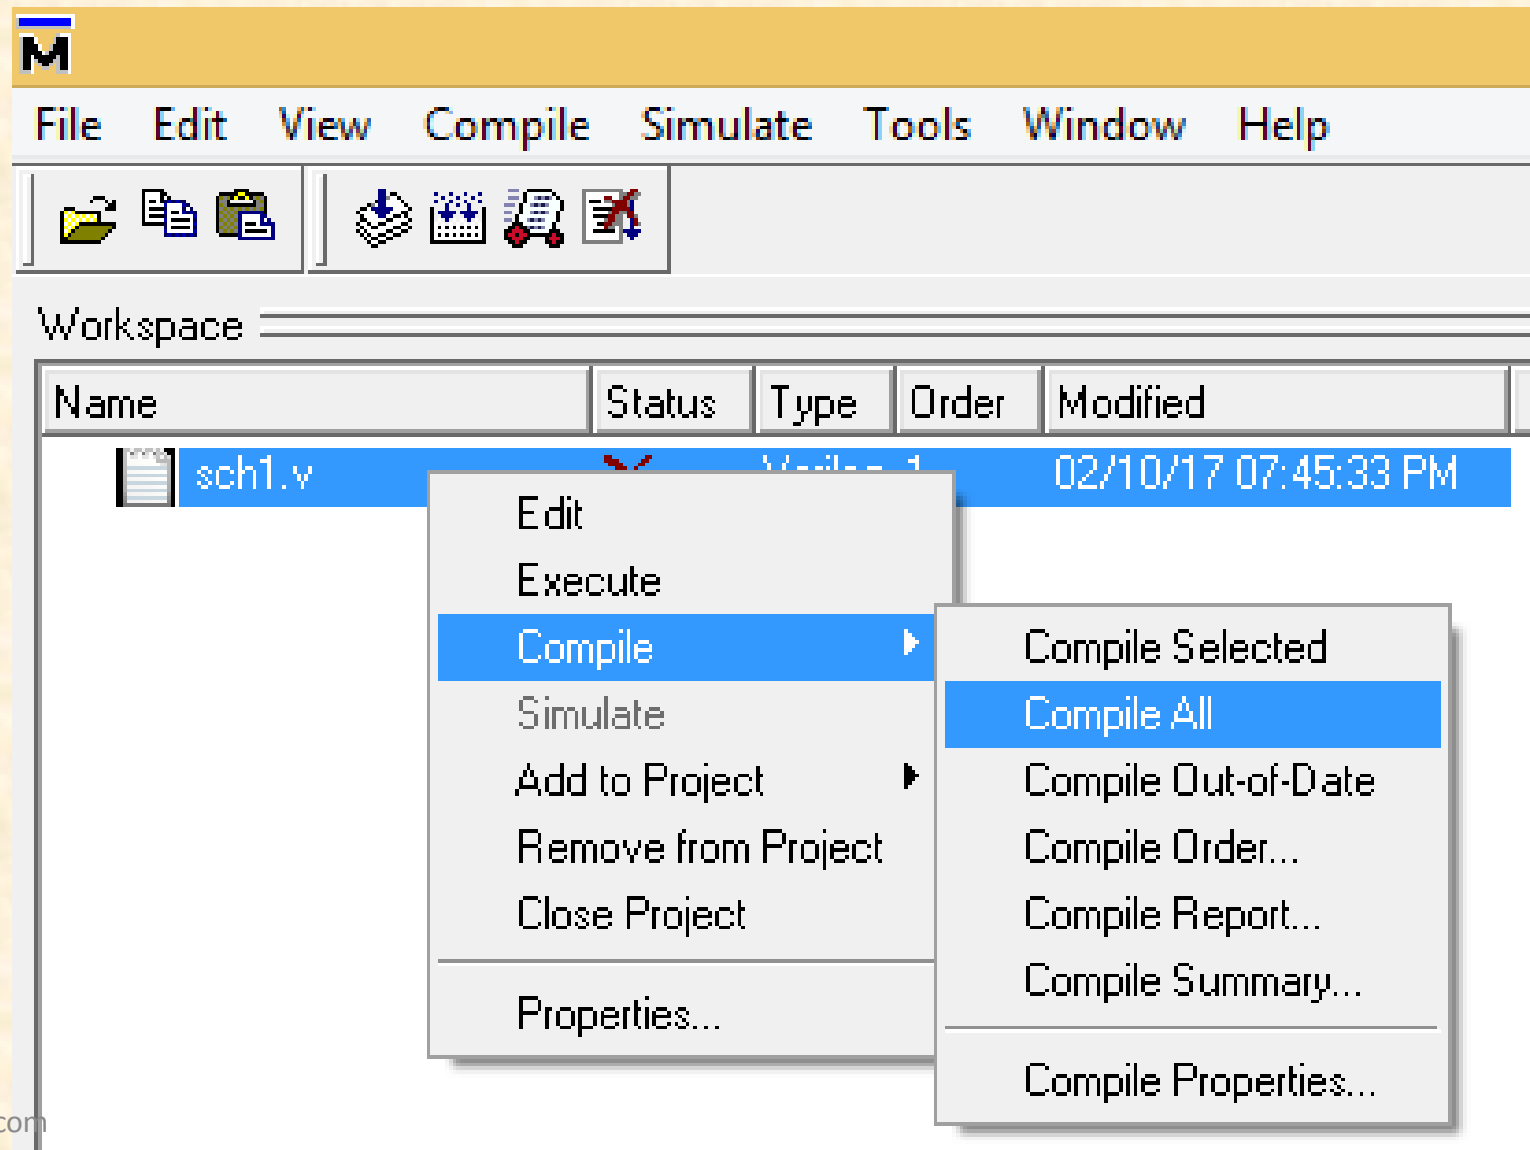 M
File Edit View Compile Simulate Tools Window Help
Workspace
Name Status Type Order Modified
sch1.v Verilog 1 02/10/17 07:45:33 PM
Edit
Execute
Compile
Simulate
Add to Project
Remove from Project
Close Project
Properties...
Compile Selected
Compile All
Compile Out-of-Date
Compile Order...
Compile Report...
Compile Summary...
Compile Properties...
com